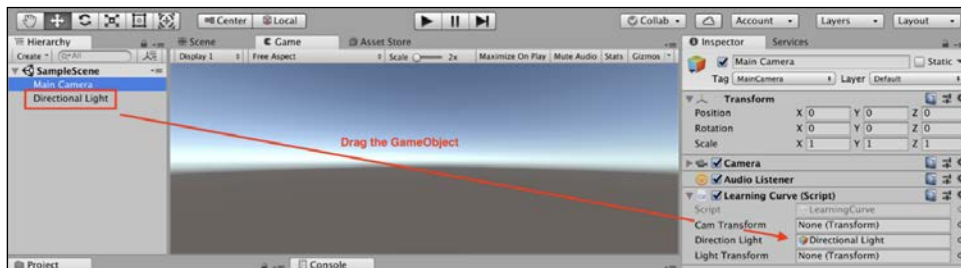 Center Local Collab Account Layers Layout
Hierarchy Scene Game Asset Store Inspector Services
Create All Display 1 Free Aspect Scale 2x Maximize On Play Mute Audio Stats Gizmos Main Camera Static
SampleScene Tag MainCamera Layer Default
Main Camera
Directional Light Transform
Position X 0 Y 0 Z 0
Rotation X 0 Y 0 Z 0
Drag the GameObject Scale X 1 Y 1 Z 1
Camera
Audio Listener
Learning Curve (Script)
Script LearningCurve
Cam Transform None (Transform)
Direction Light Directional Light
Light Transform None (Transform)
Project Console